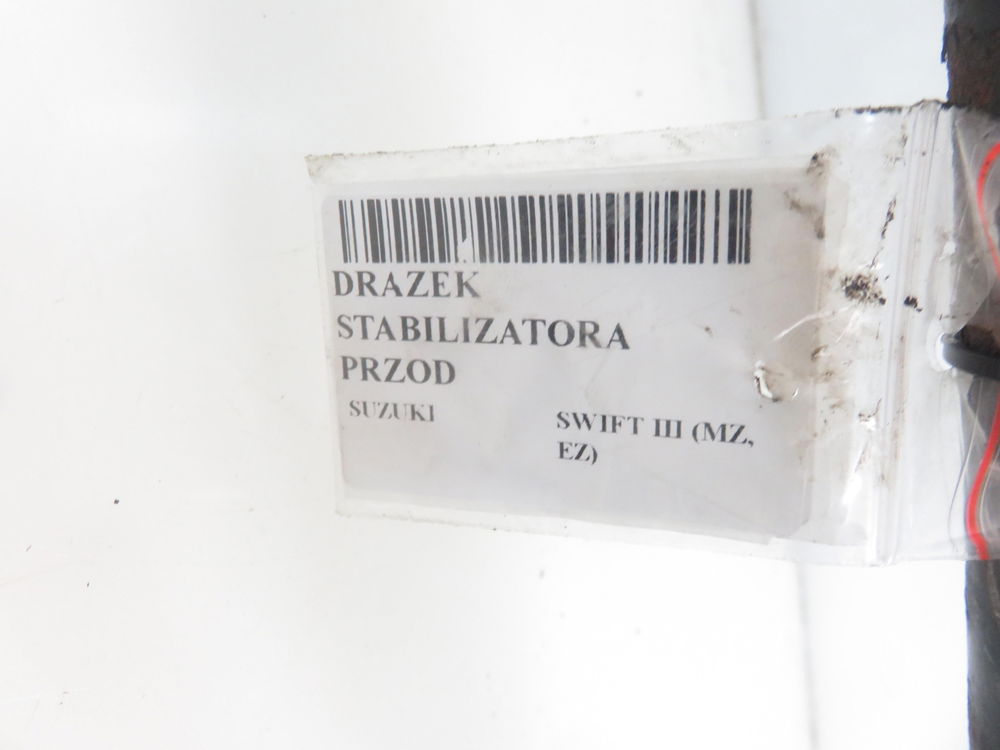 DRAZEK
STABILIZATORA
PRZOD
SUZUKI SWIFT III (MZ,
EZ)